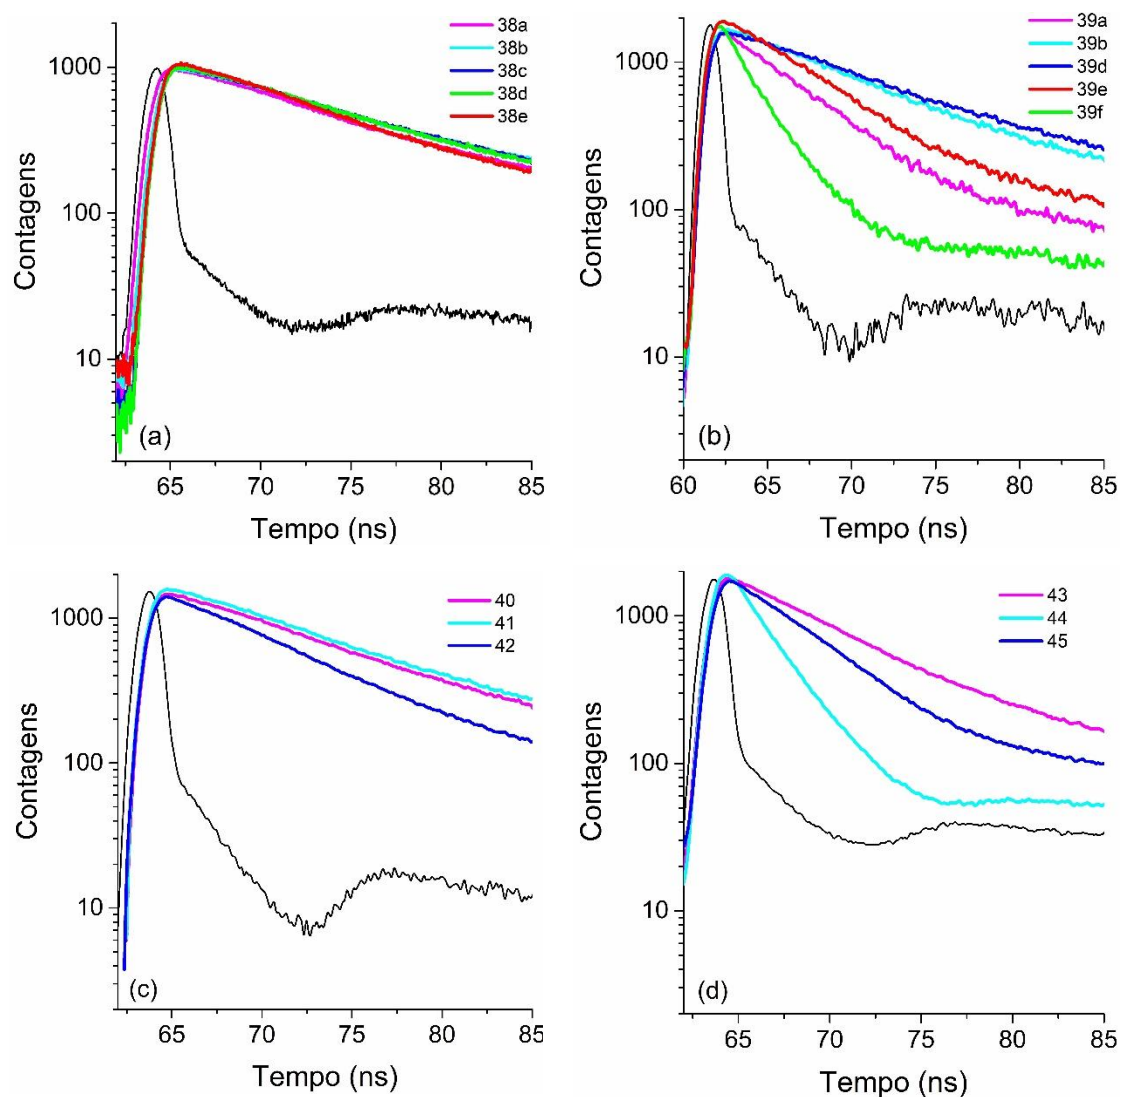 38a
38b
38c
38d
38e
1000
100
10
Contagens
(a)
65 70 75 80 85
Tempo (ns)
39a
39b
39d
39e
39f
1000
100
10
Contagens
(b)
60 65 70 75 80 85
Tempo (ns)
40
41
42
1000
100
10
Contagens
(c)
65 70 75 80 85
Tempo (ns)
43
44
45
1000
100
10
Contagens
(d)
65 70 75 80 85
Tempo (ns)